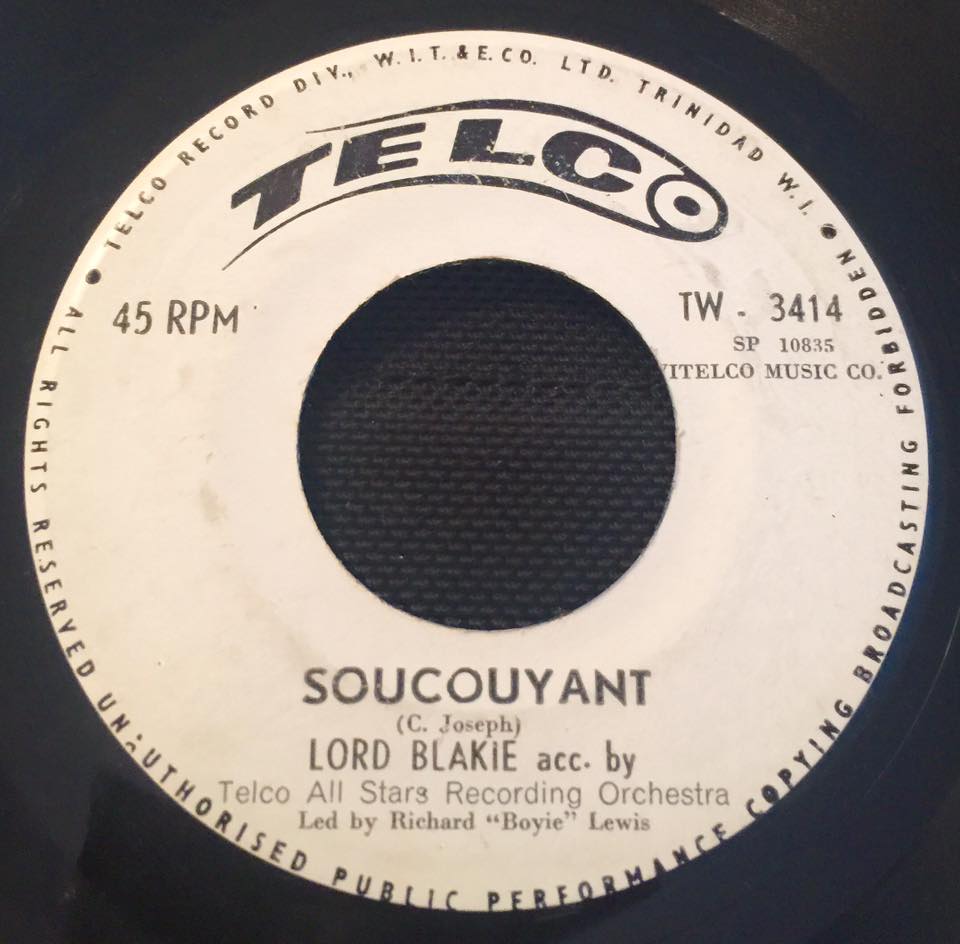 TELCO RECORD DIV., W.I.T. & E.CO. LTD. TRINIDAD W.I.
TELCO
45 RPM
TW - 3414
SP 10835
VITELCO MUSIC CO.
SOUCOUYANT
(C. Joseph)
LORD BLAKiE acc. by
Telco All Stars Recording Orchestra
Led by Richard "Boyie" Lewis
ALL RIGHTS RESERVED UNAUTHORISED PUBLIC PERFORMANCE COPYING BROADCASTING FORBIDDEN